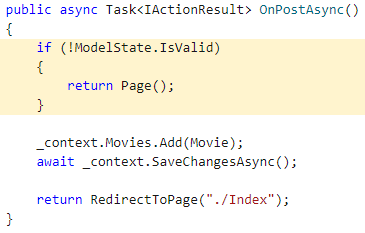 public async Task<IActionResult> OnPostAsync()
{
    if (!ModelState.IsValid)
    {
        return Page();
    }

    _context.Movies.Add(Movie);
    await _context.SaveChangesAsync();

    return RedirectToPage("./Index");
}